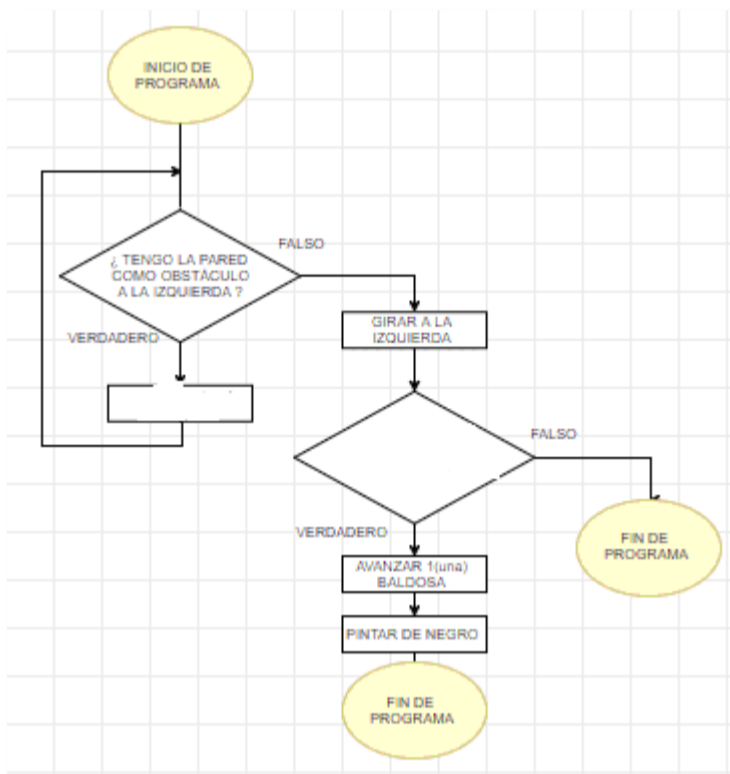 INICIO DE
PROGRAMA
¿ TENGO LA PARED
COMO OBSTÁCULO
A LA IZQUIERDA ?
FALSO
VERDADERO
GIRAR A LA
IZQUIERDA
FALSO
VERDADERO
FIN DE
PROGRAMA
AVANZAR 1(una)
BALDOSA
PINTAR DE NEGRO
FIN DE
PROGRAMA